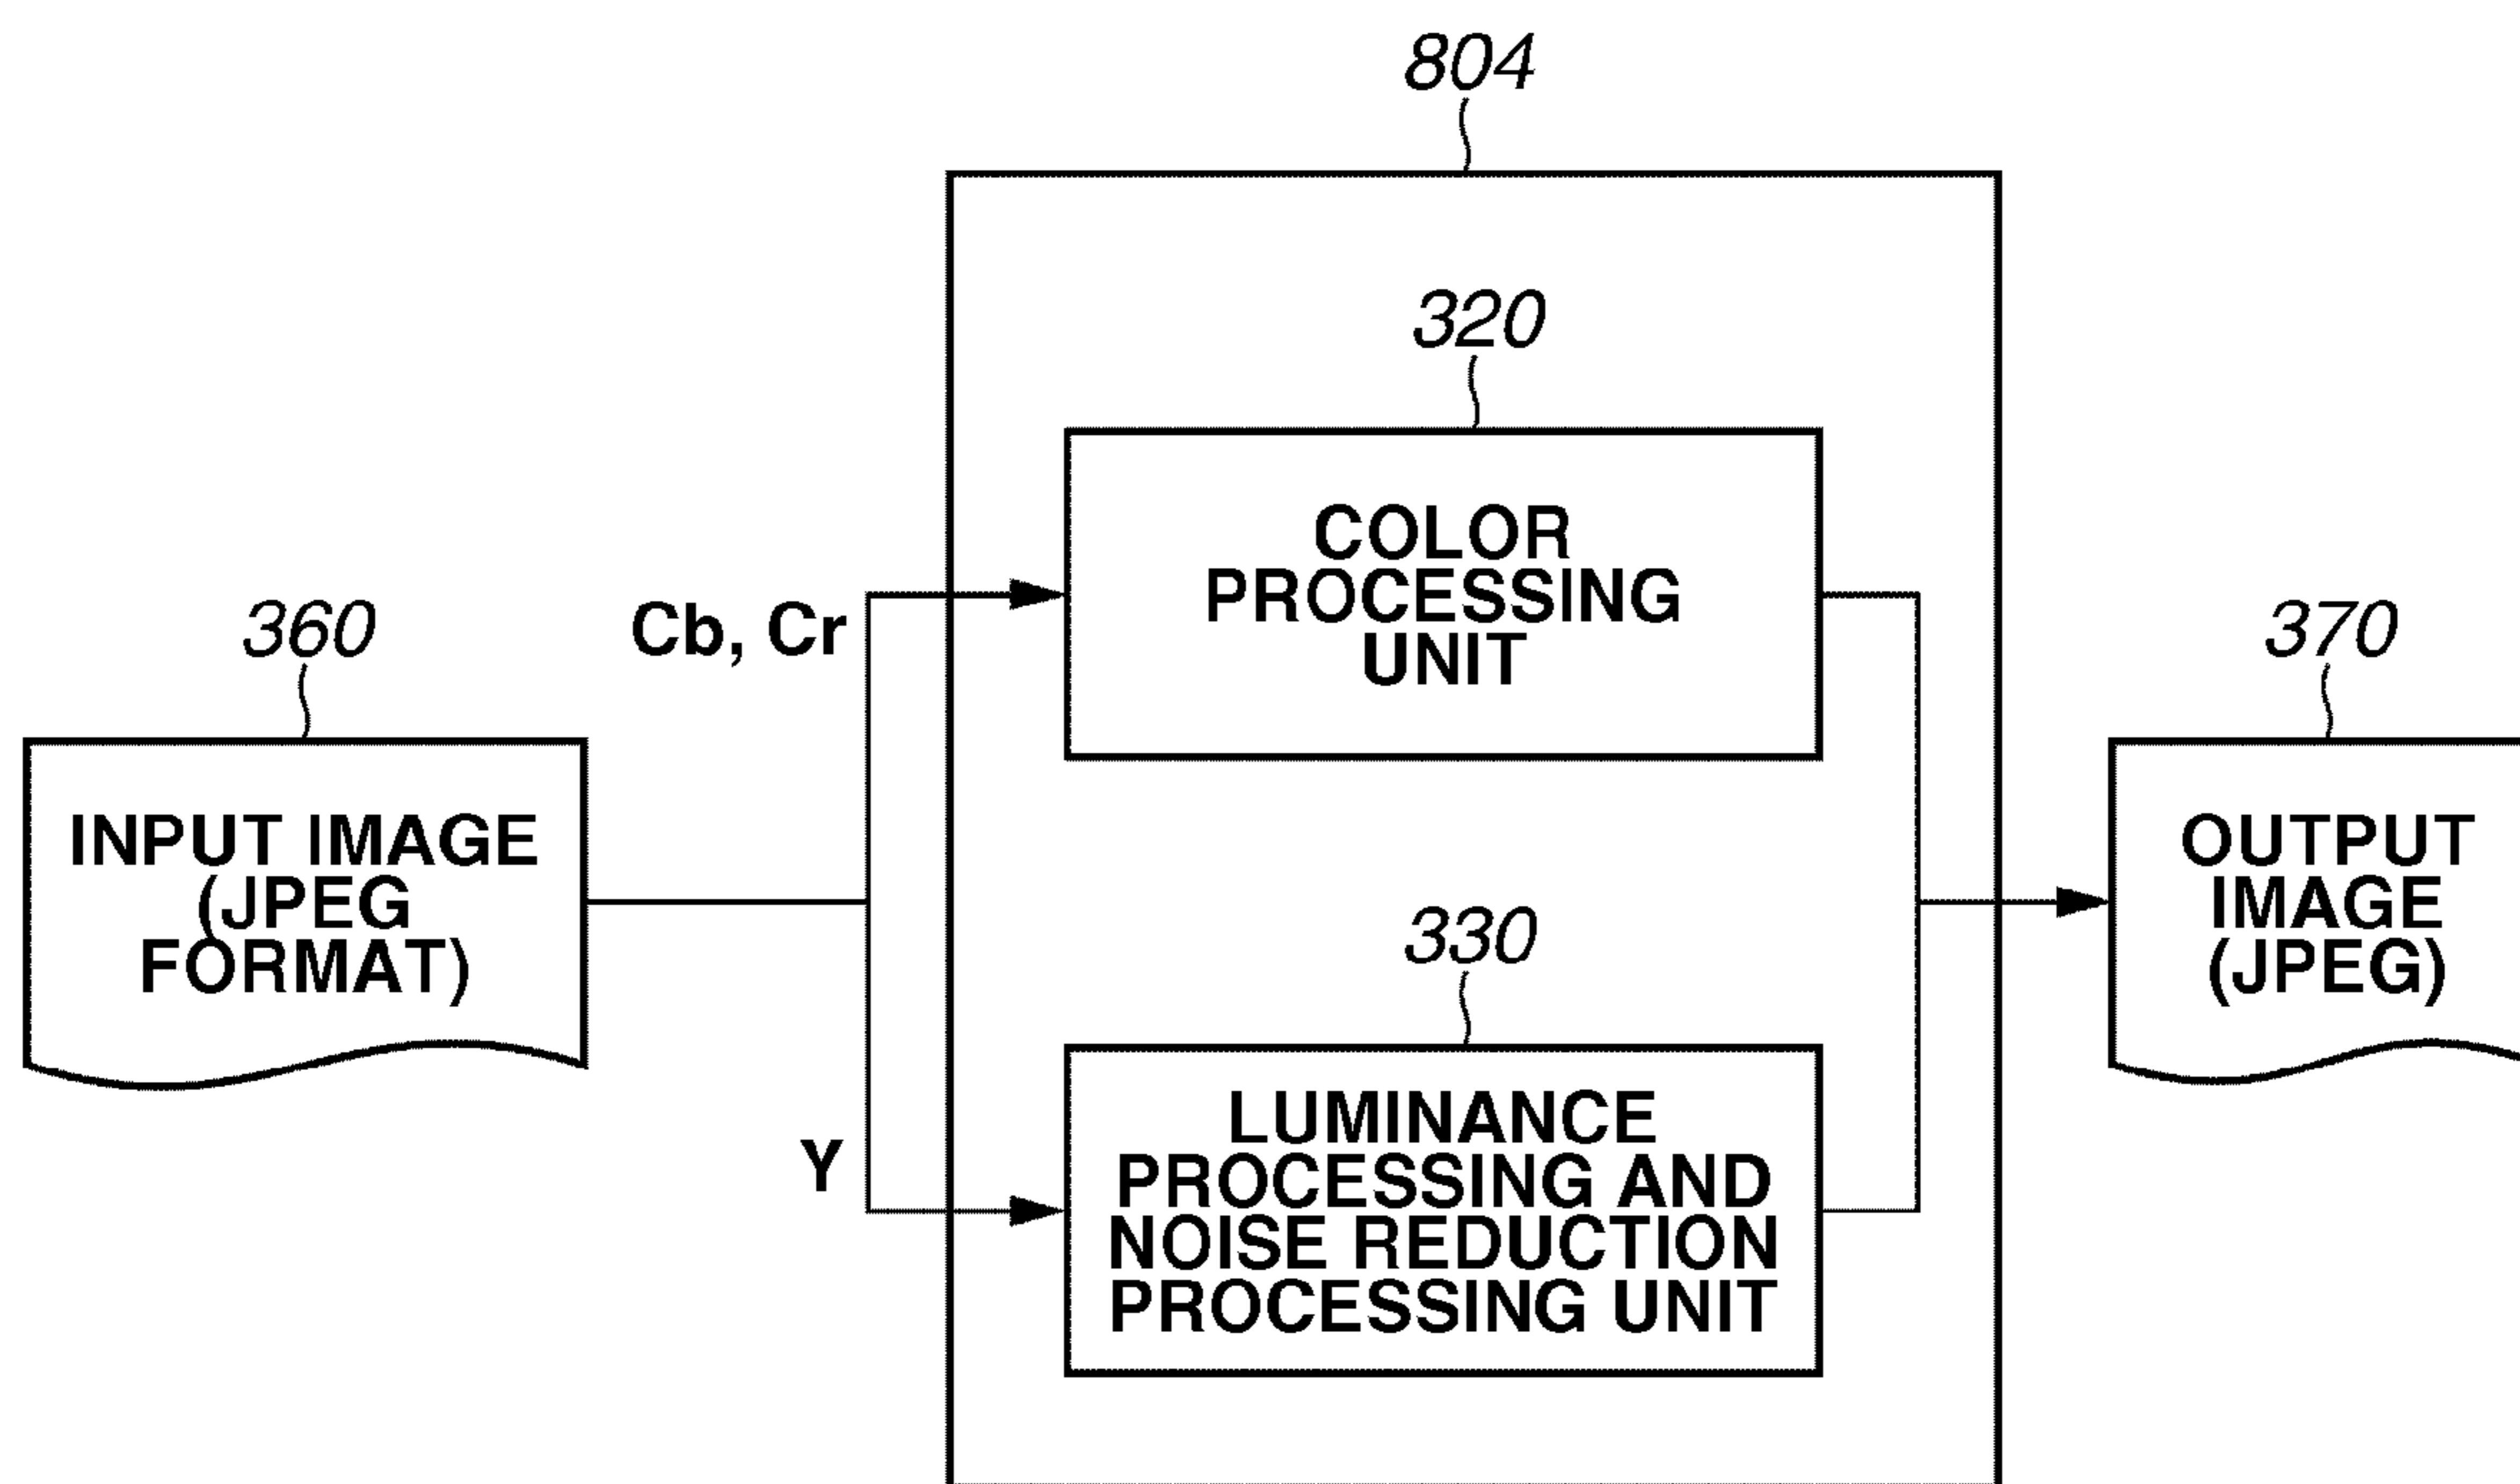 804
320
COLOR
PROCESSING
UNIT
360
Cb, Cr
370
INPUT IMAGE
(JPEG
FORMAT)
OUTPUT
IMAGE
(JPEG)
330
Y
LUMINANCE
PROCESSING AND
NOISE REDUCTION
PROCESSING UNIT